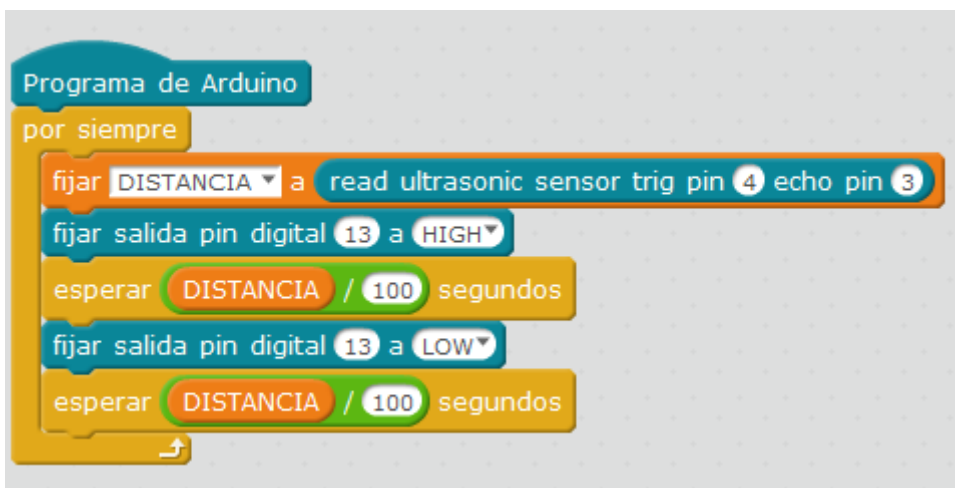 Programa de Arduino
por siempre
fijar DISTANCIA a read ultrasonic sensor trig pin 4 echo pin 3
fijar salida pin digital 13 a HIGH
esperar DISTANCIA / 100 segundos
fijar salida pin digital 13 a LOW
esperar DISTANCIA / 100 segundos